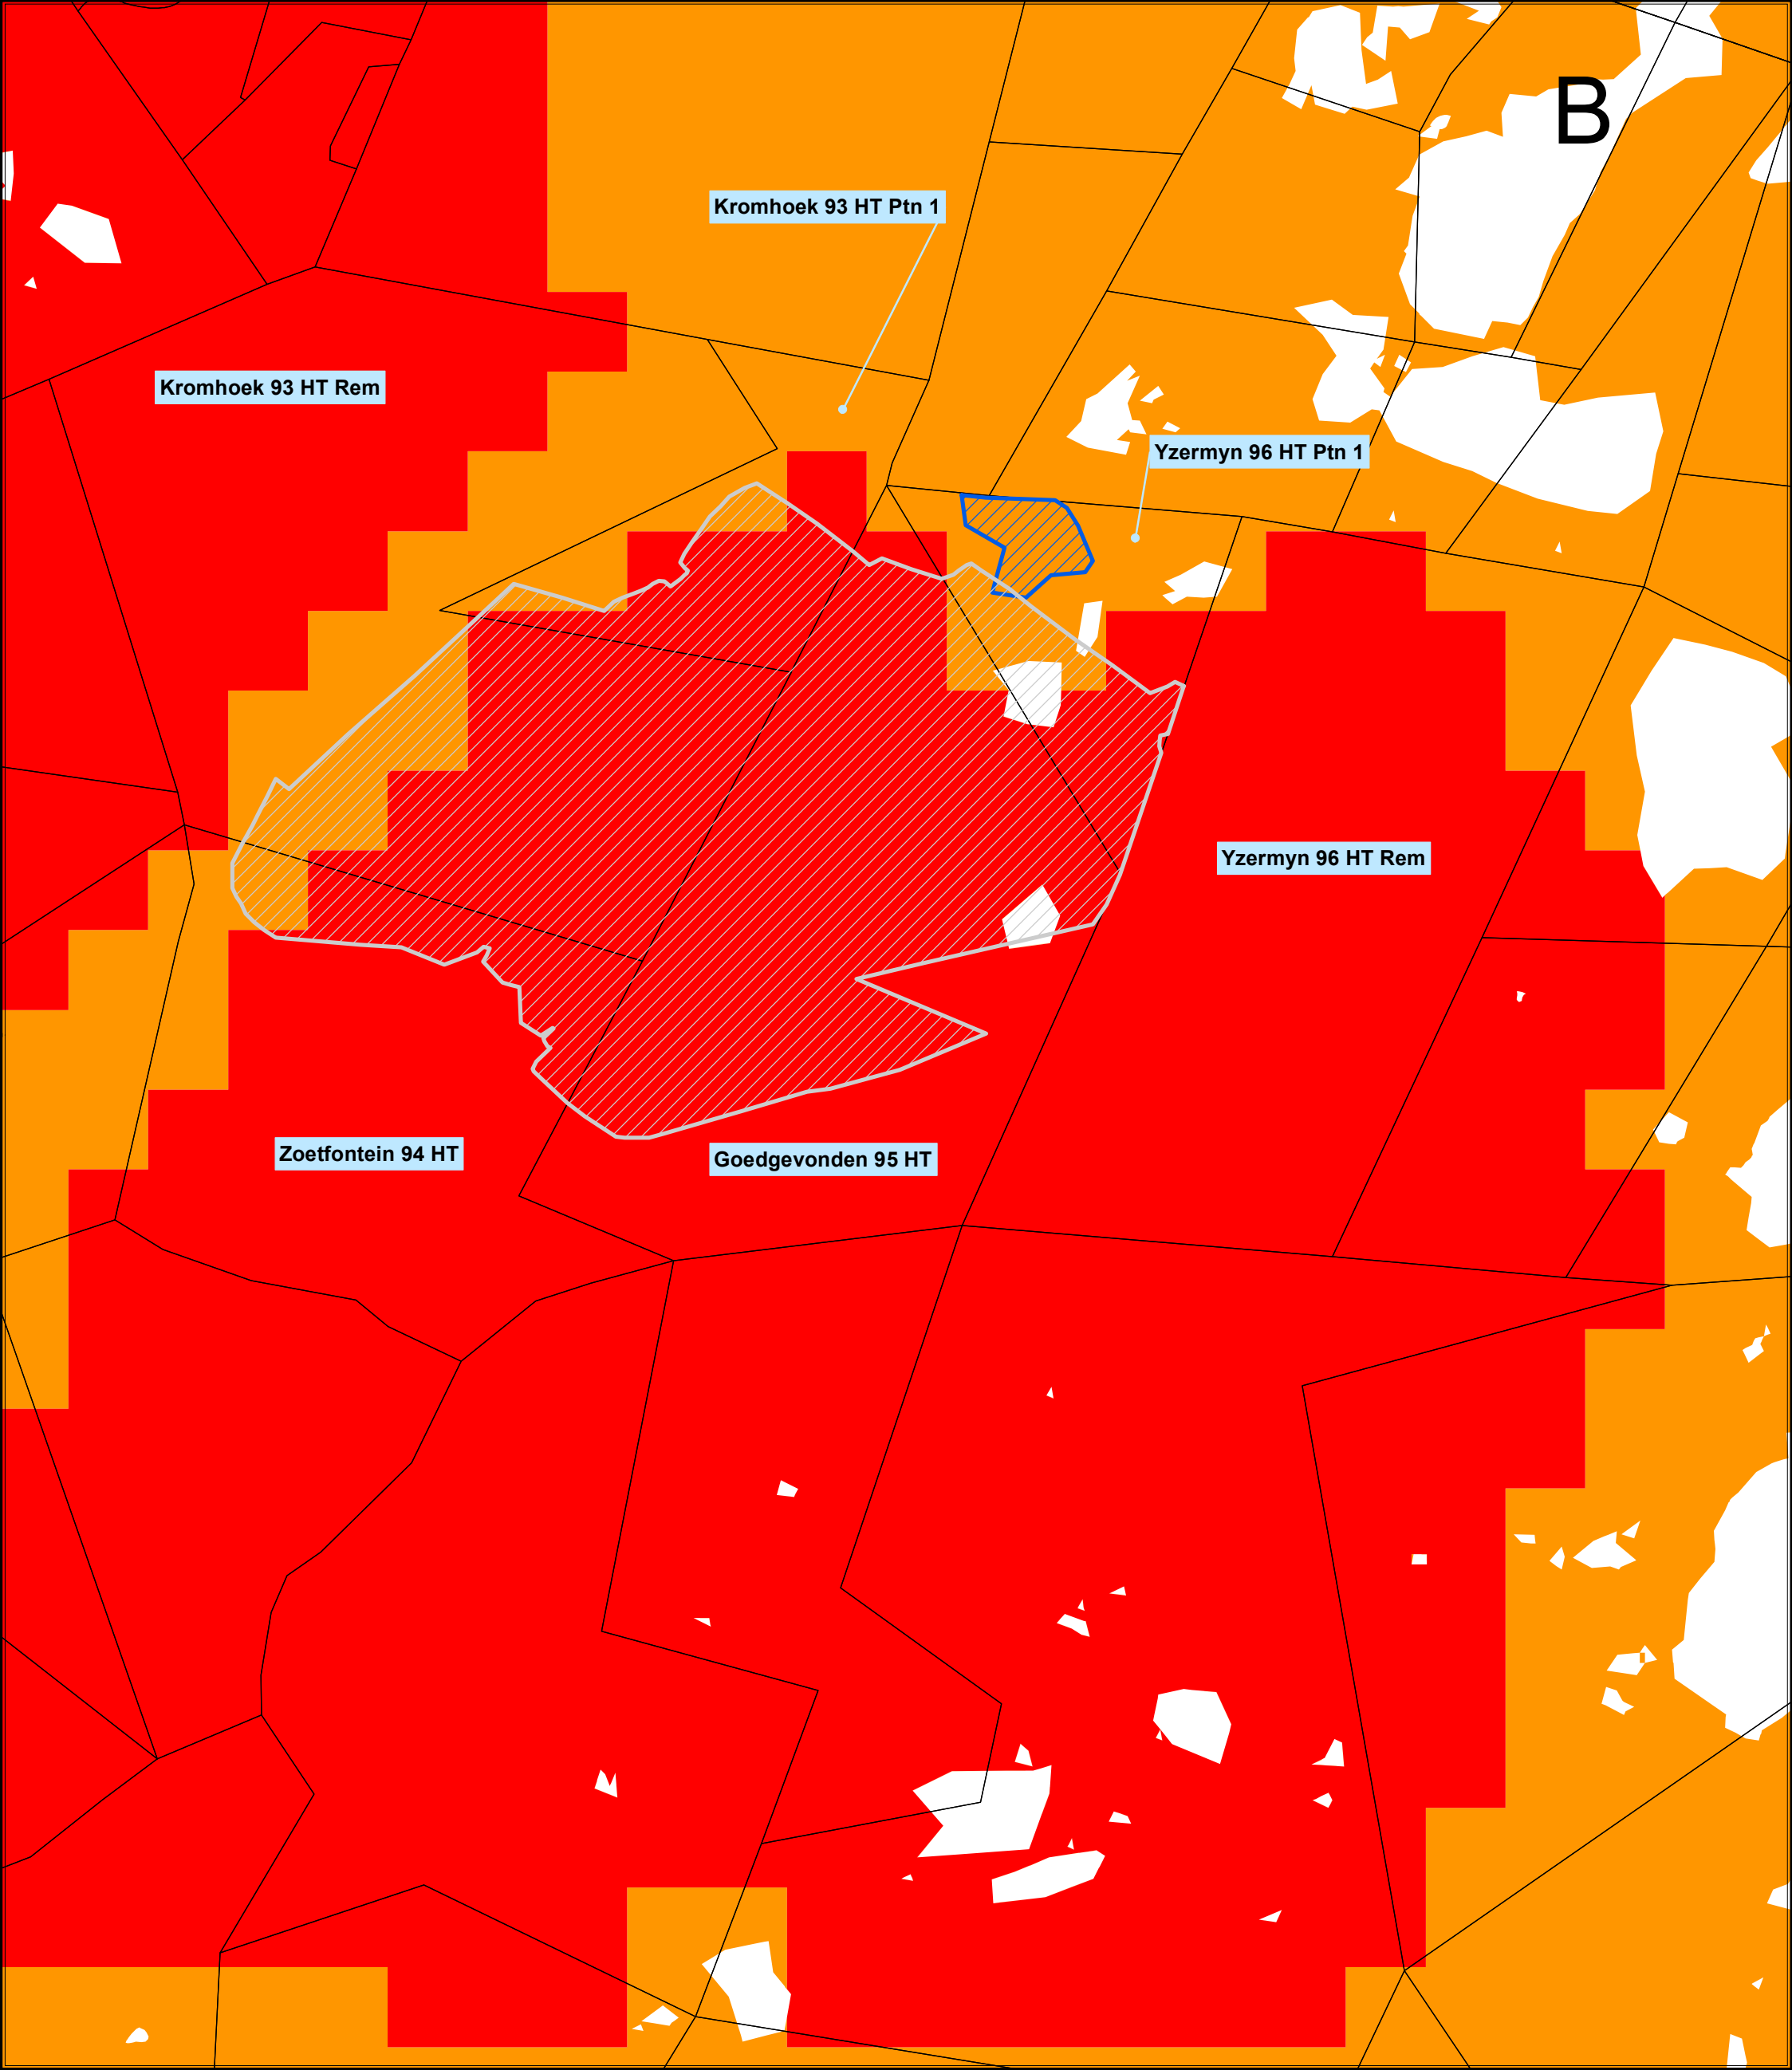 B
Kromhoek 93 HT Ptn 1
Kromhoek 93 HT Rem
Yzermyn 96 HT Ptn 1
Yzermyn 96 HT Rem
Zoetfontein 94 HT
Goedgevonden 95 HT